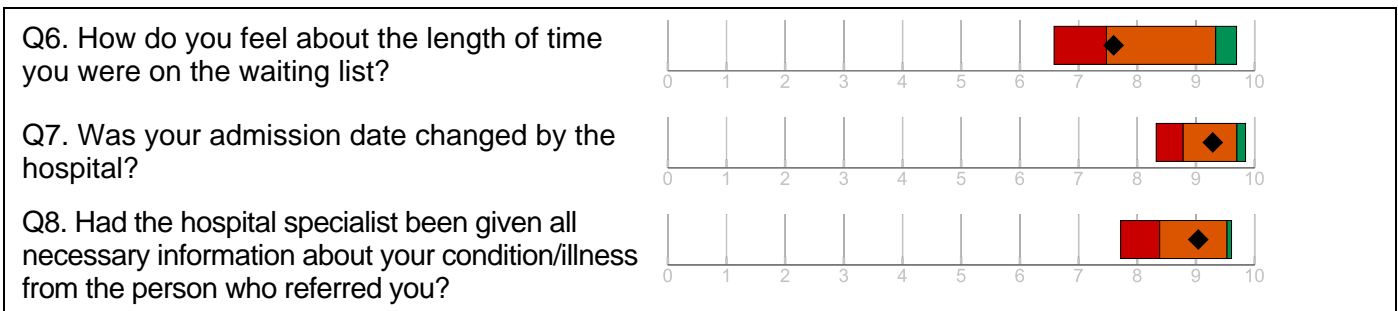 Q6. How do you feel about the length of time
you were on the waiting list?
0 1 2 3 4 5 6 7 8 9 10
Q7. Was your admission date changed by the
hospital?
0 1 2 3 4 5 6 7 8 9 10
Q8. Had the hospital specialist been given all
necessary information about your condition/illness
from the person who referred you?
0 1 2 3 4 5 6 7 8 9 10